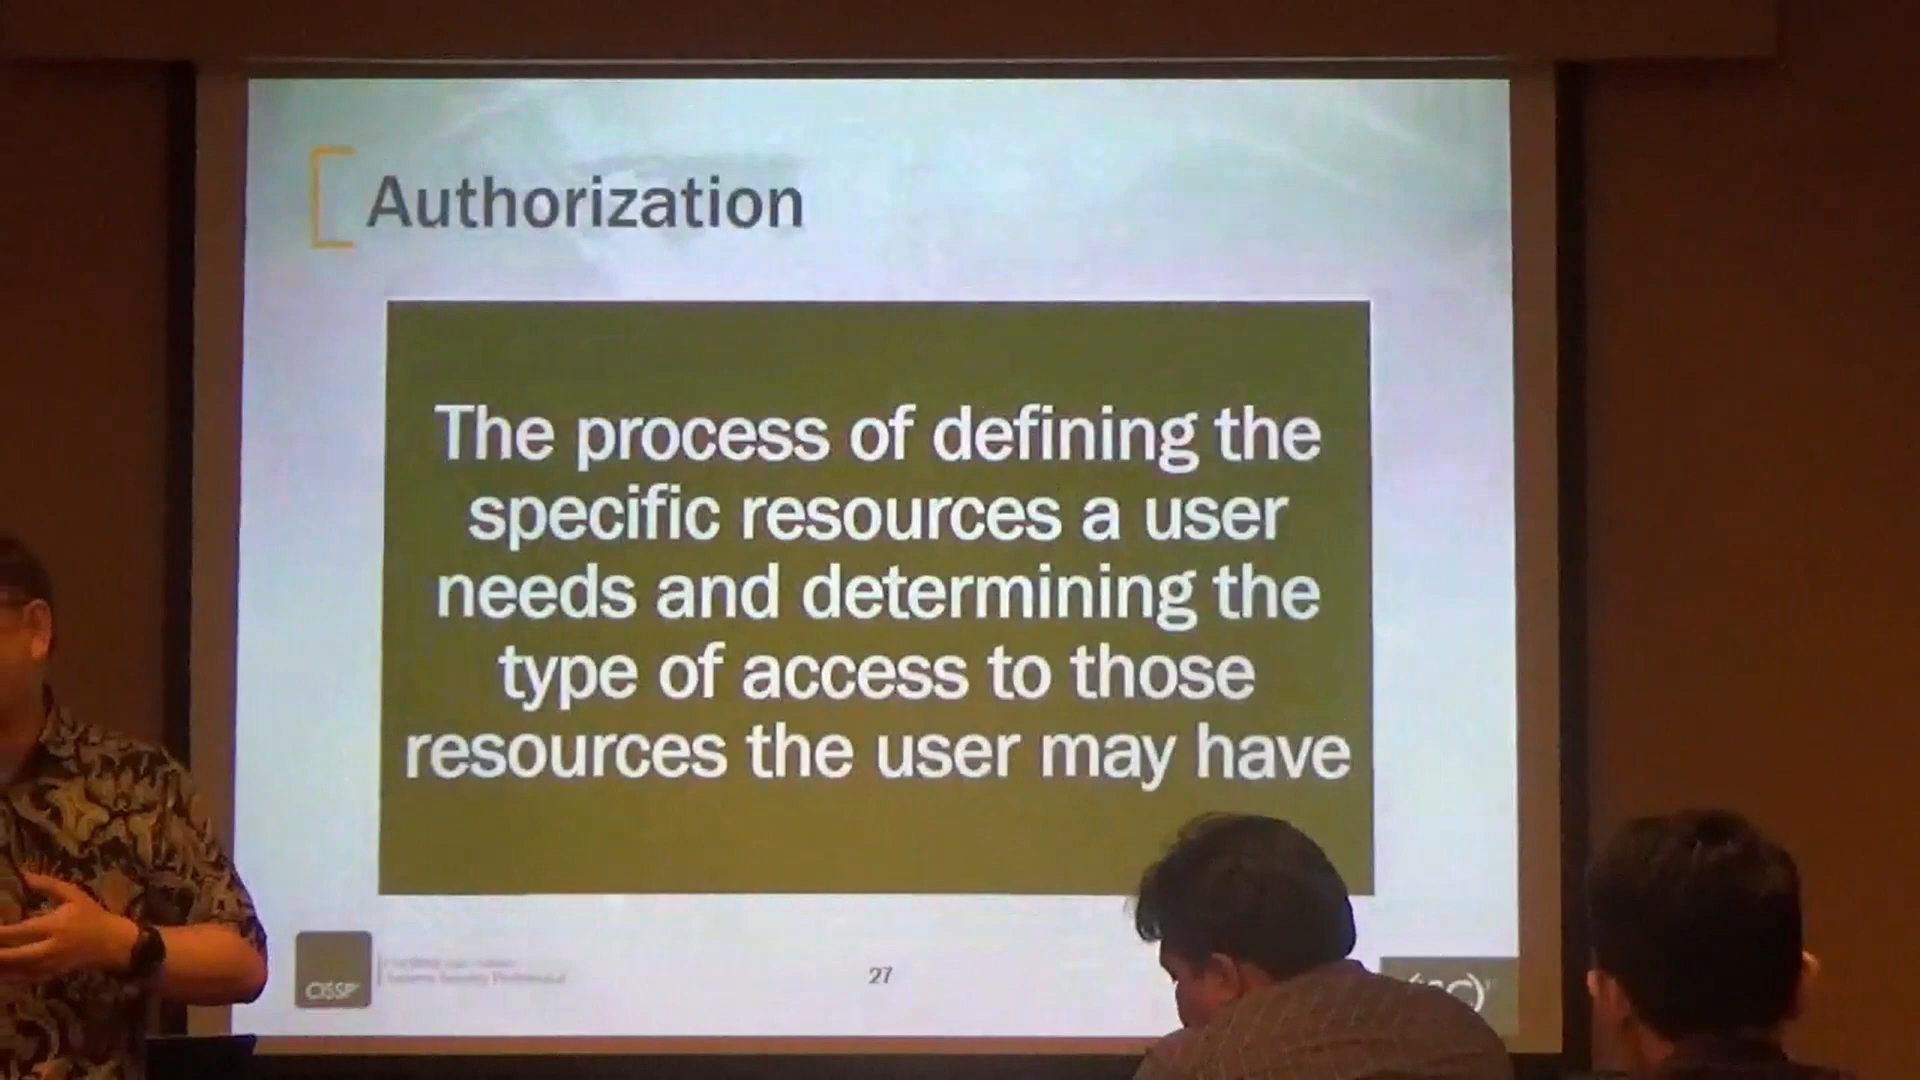 Authorization
The process of defining the
specific resources a user
needs and determining the
type of access to those
resources the user may have
CISSP
27